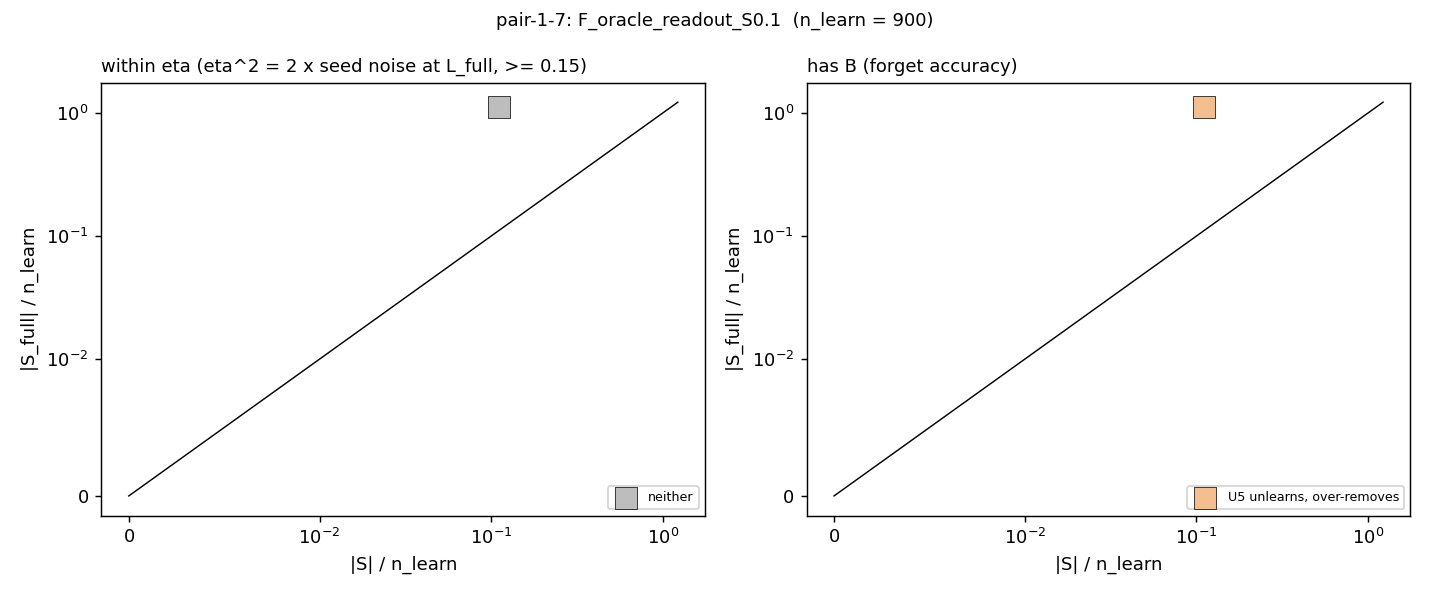 pair-1-7: F_oracle_readout_S0.1 (n_learn = 900)
within eta (eta^2 = 2 x seed noise at L_full, >= 0.15)
10^0
10^-1
10^-2
0
|S_full| / n_learn
0
10^-2
10^-1
10^0
|S| / n_learn
neither
has B (forget accuracy)
10^0
10^-1
10^-2
0
|S_full| / n_learn
0
10^-2
10^-1
10^0
|S| / n_learn
U5 unlearns, over-removes